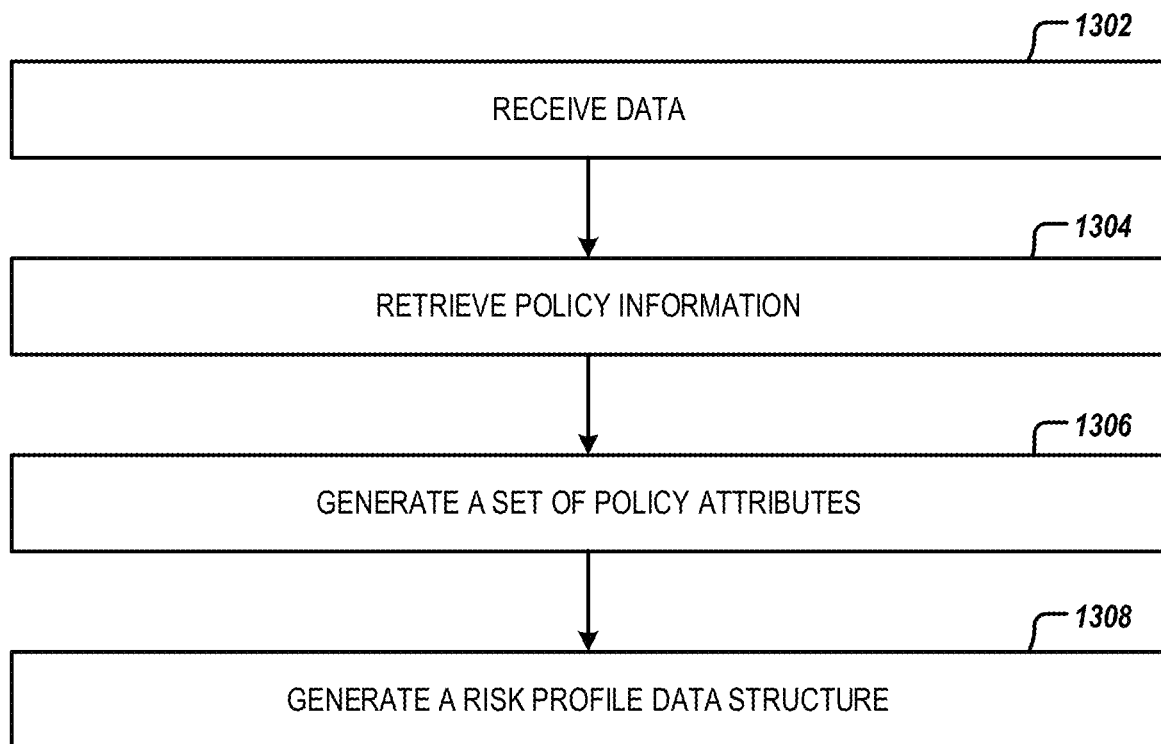 1302
RECEIVE DATA
1304
RETRIEVE POLICY INFORMATION
1306
GENERATE A SET OF POLICY ATTRIBUTES
1308
GENERATE A RISK PROFILE DATA STRUCTURE